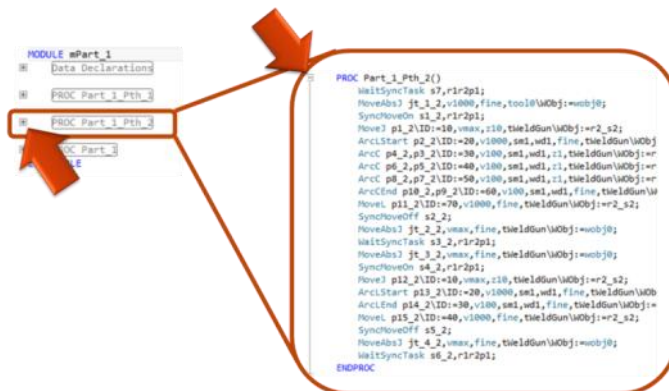 MODULE mPart_1
Data Declarations
PROC Part_1_Pth_1
PROC Part_1_Pth_2
PROC Part_1
PROC Part_1_Pth_2()
WaitSyncTask s7,r1r2p1;
MoveAbsJ jt_1_2,v1000,fine,tool0\WObj:=wobj0;
SyncMoveOn s1_2,r1r2p1;
MoveJ p1_2\ID:=10,vmax,z10,tWeldGun\WObj:=r2_s2;
ArcLStart p2_2\ID:=20,v1000,sm1,wd1,fine,tWeldGun\WOb
ArcC p4_2,p3_2\ID:=30,v100,sm1,wd1,z1,tWeldGun\WObj:=r
ArcC p6_2,p5_2\ID:=40,v100,sm1,wd1,z1,tWeldGun\WObj:=r
ArcC p8_2,p7_2\ID:=50,v100,sm1,wd1,z1,tWeldGun\WObj:=r
ArcCEnd p10_2,p9_2\ID:=60,v100,sm1,wd1,fine,tWeldGun\W
MoveL p11_2\ID:=70,v1000,fine,tWeldGun\WObj:=r2_s2;
SyncMoveOff s2_2;
MoveAbsJ jt_2_2,vmax,fine,tWeldGun\WObj:=wobj0;
WaitSyncTask s3_2,r1r2p1;
MoveAbsJ jt_3_2,vmax,fine,tWeldGun\WObj:=wobj0;
SyncMoveOn s4_2,r1r2p1;
MoveJ p12_2\ID:=10,vmax,z10,tWeldGun\WObj:=r2_s2;
ArcLStart p13_2\ID:=20,v1000,sm1,wd1,fine,tWeldGun\WOb
ArcLEnd p14_2\ID:=30,v100,sm1,wd1,fine,tWeldGun\WObj:=
MoveL p15_2\ID:=40,v1000,fine,tWeldGun\WObj:=r2_s2;
SyncMoveOff s5_2;
MoveAbsJ jt_4_2,vmax,fine,tWeldGun\WObj:=wobj0;
WaitSyncTask s6_2,r1r2p1;
ENDPROC